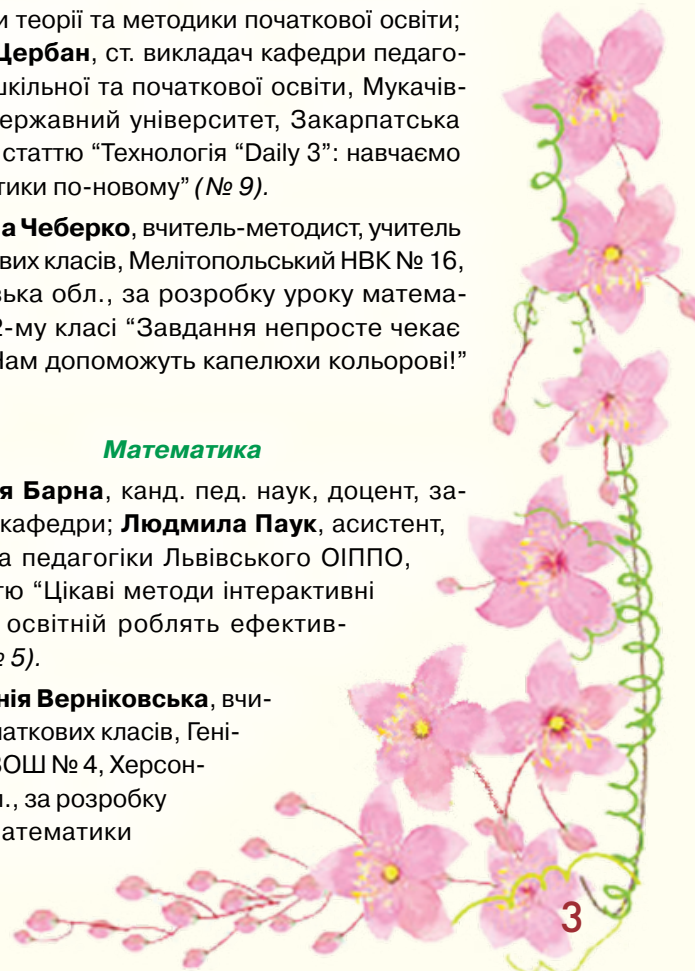 и теорії та методики початкової освіти;
Цербан, ст. викладач кафедри педаго-
шкільної та початкової освіти, Мукачів-
державний університет, Закарпатська
статтю “Технологія “Daily 3”: навчаємо
тики по-новому” (№ 9).
а Чеберко, вчитель-методист, учитель
вих класів, Мелітопольський НВК № 16,
ька обл., за розробку уроку матема-
2-му класі “Завдання непросте чекає
Нам допоможуть капелюхи кольорові!”
Математика
я Барна, канд. пед. наук, доцент, за-
кафедри; Людмила Паук, асистент,
а педагогіки Львівського ОІППО,
тю “Цікаві методи інтерактивні
освітній роблять ефектив-
№ 5).
нія Верніковська, вчи-
чаткових класів, Гені-
ЗОШ № 4, Херсон-
л., за розробку
математики
3